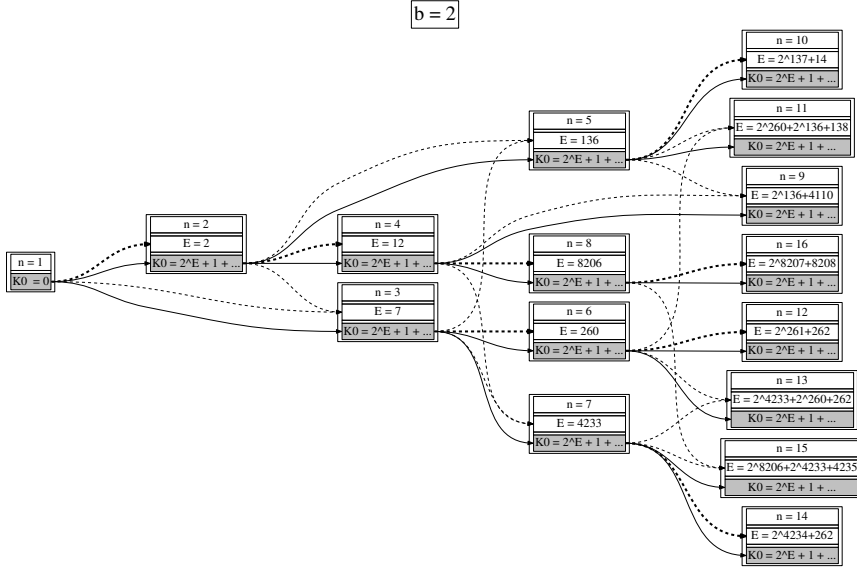 b = 2
n = 1
K0 = 0
n = 2
E = 2
K0 = 2^E + 1 + ...
n = 4
E = 12
K0 = 2^E + 1 + ...
n = 3
E = 7
K0 = 2^E + 1 + ...
n = 5
E = 136
K0 = 2^E + 1 + ...
n = 8
E = 8206
K0 = 2^E + 1 + ...
n = 6
E = 260
K0 = 2^E + 1 + ...
n = 7
E = 4233
K0 = 2^E + 1 + ...
n = 10
E = 2^137+14
K0 = 2^E + 1 + ...
n = 11
E = 2^260+2^136+138
K0 = 2^E + 1 + ...
n = 9
E = 2^136+4110
K0 = 2^E + 1 + ...
n = 16
E = 2^8207+8208
K0 = 2^E + 1 + ...
n = 12
E = 2^261+262
K0 = 2^E + 1 + ...
n = 13
E = 2^4233+2^260+262
K0 = 2^E + 1 + ...
n = 15
E = 2^8206+2^4233+4235
K0 = 2^E + 1 + ...
n = 14
E = 2^4234+262
K0 = 2^E + 1 + ...